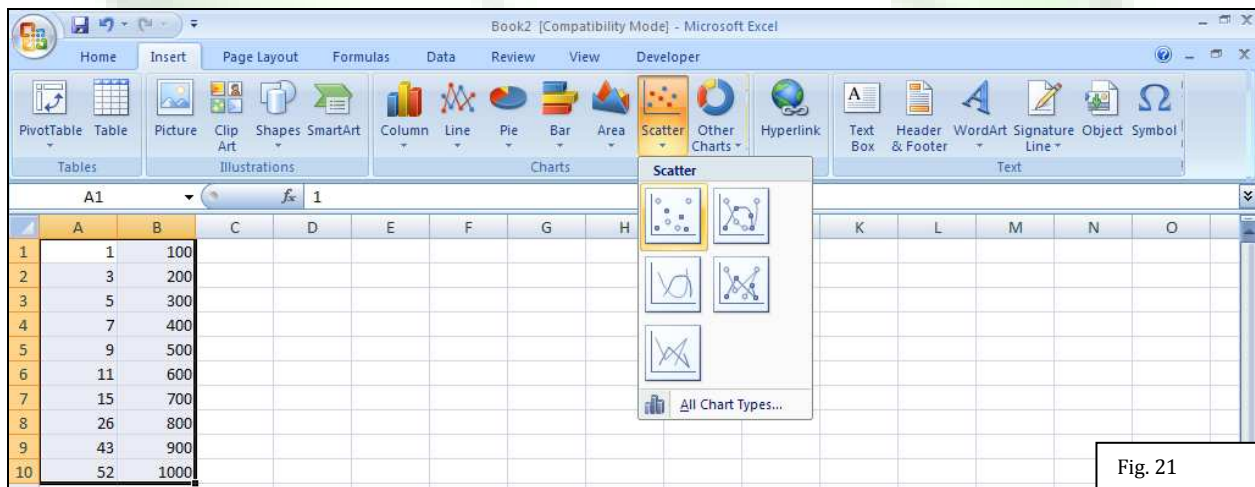 Book2 [Compatibility Mode] - Microsoft Excel
Home Insert Page Layout Formulas Data Review View Developer
PivotTable Table Picture Clip Art Shapes SmartArt Column Line Pie Bar Area Scatter Other Charts Hyperlink Text Box Header & Footer WordArt Signature Line Object Symbol
Tables Illustrations Charts Text
A1 fx 1
Scatter
All Chart Types...
A B C D E F G H K L M N O
1 1 100
2 3 200
3 5 300
4 7 400
5 9 500
6 11 600
7 15 700
8 26 800
9 43 900
10 52 1000
Fig. 21